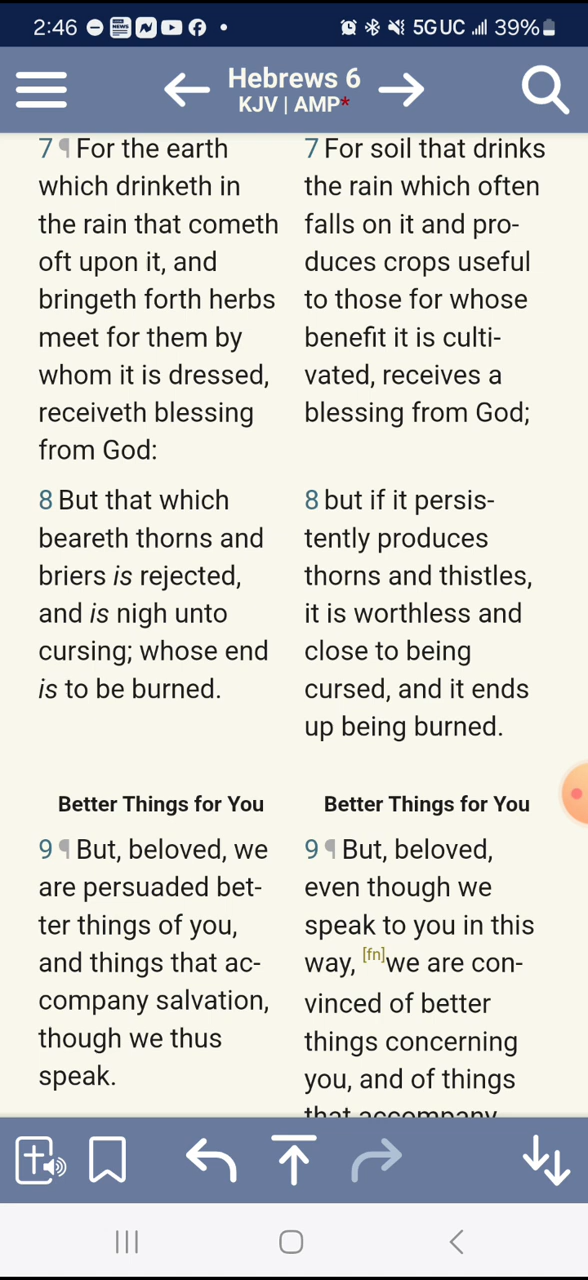 2:46 NEWS 5GUC 39%
Hebrews 6
KJV | AMP*
7 ¶ For the earth
which drinketh in
the rain that cometh
oft upon it, and
bringeth forth herbs
meet for them by
whom it is dressed,
receiveth blessing
from God:
8 But that which
beareth thorns and
briers is rejected,
and is nigh unto
cursing; whose end
is to be burned.
Better Things for You
9 ¶ But, beloved, we
are persuaded bet-
ter things of you,
and things that ac-
company salvation,
though we thus
speak.
7 For soil that drinks
the rain which often
falls on it and pro-
duces crops useful
to those for whose
benefit it is culti-
vated, receives a
blessing from God;
8 but if it persis-
tently produces
thorns and thistles,
it is worthless and
close to being
cursed, and it ends
up being burned.
Better Things for You
9 ¶ But, beloved,
even though we
speak to you in this
way, [fn]we are con-
vinced of better
things concerning
you, and of things
that accompany